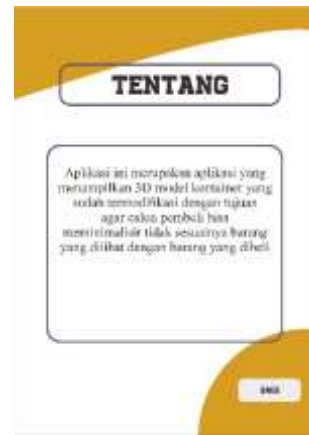 TENTANG
Aplikasi ini merupakan aplikasi yang
menampilkan 3D model kontainer yang
sudah termodifikasi dengan tujuan
agar calon pembeli bisa
meminimalisir tidak sesuainya barang
yang dilihat dengan barang yang dibeli